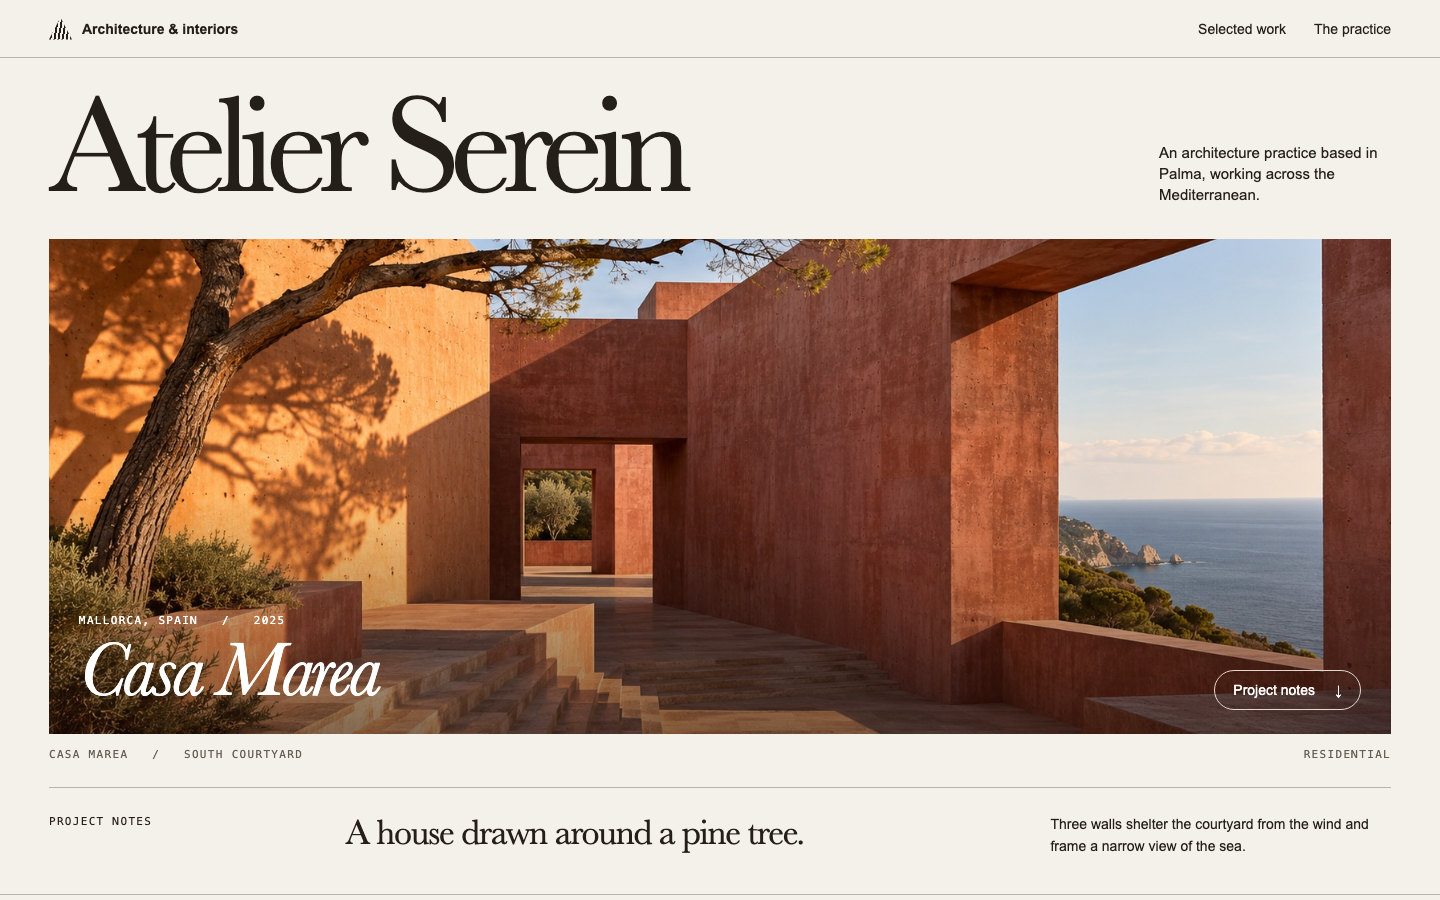 Architecture & interiors
Selected work
The practice
Atelier Serein
An architecture practice based in
Palma, working across the
Mediterranean.
MALLORCA, SPAIN / 2025
Casa Marea
Project notes ↓
CASA MAREA / SOUTH COURTYARD
RESIDENTIAL
PROJECT NOTES
A house drawn around a pine tree.
Three walls shelter the courtyard from the wind and
frame a narrow view of the sea.